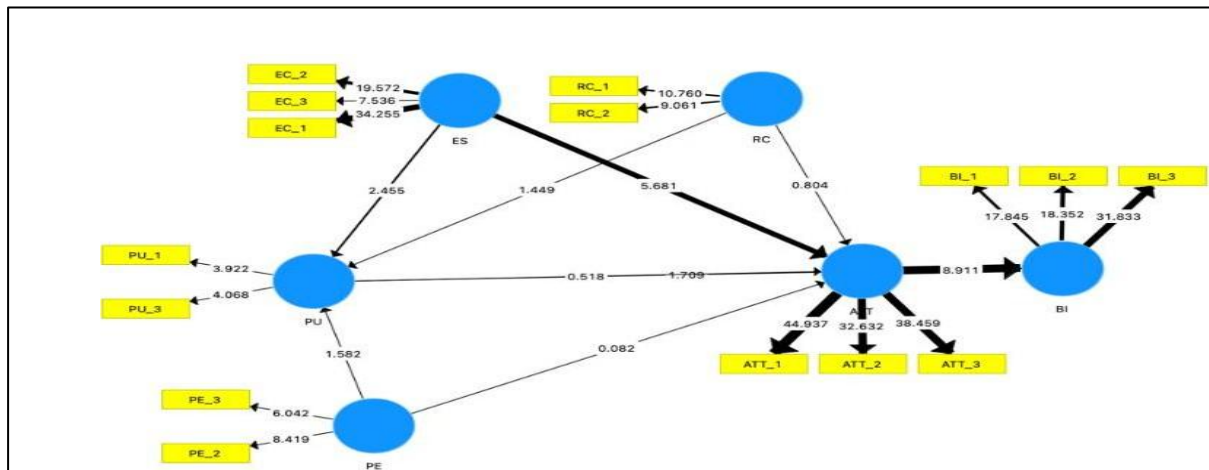 EC_2
19.572
EC_3
7.536
EC_1
34.255
ES
RC_1
10.760
RC_2
9.061
RC
2.455
1.449
5.681
0.804
BI_1
BI_2
BI_3
17.845
18.352
31.833
PU_1
3.922
PU_3
4.068
PU
0.518
1.709
8.911
BI
44.937
32.632
38.459
ATT_1
ATT_2
ATT_3
1.582
0.082
PE_3
6.042
PE_2
8.419
PE